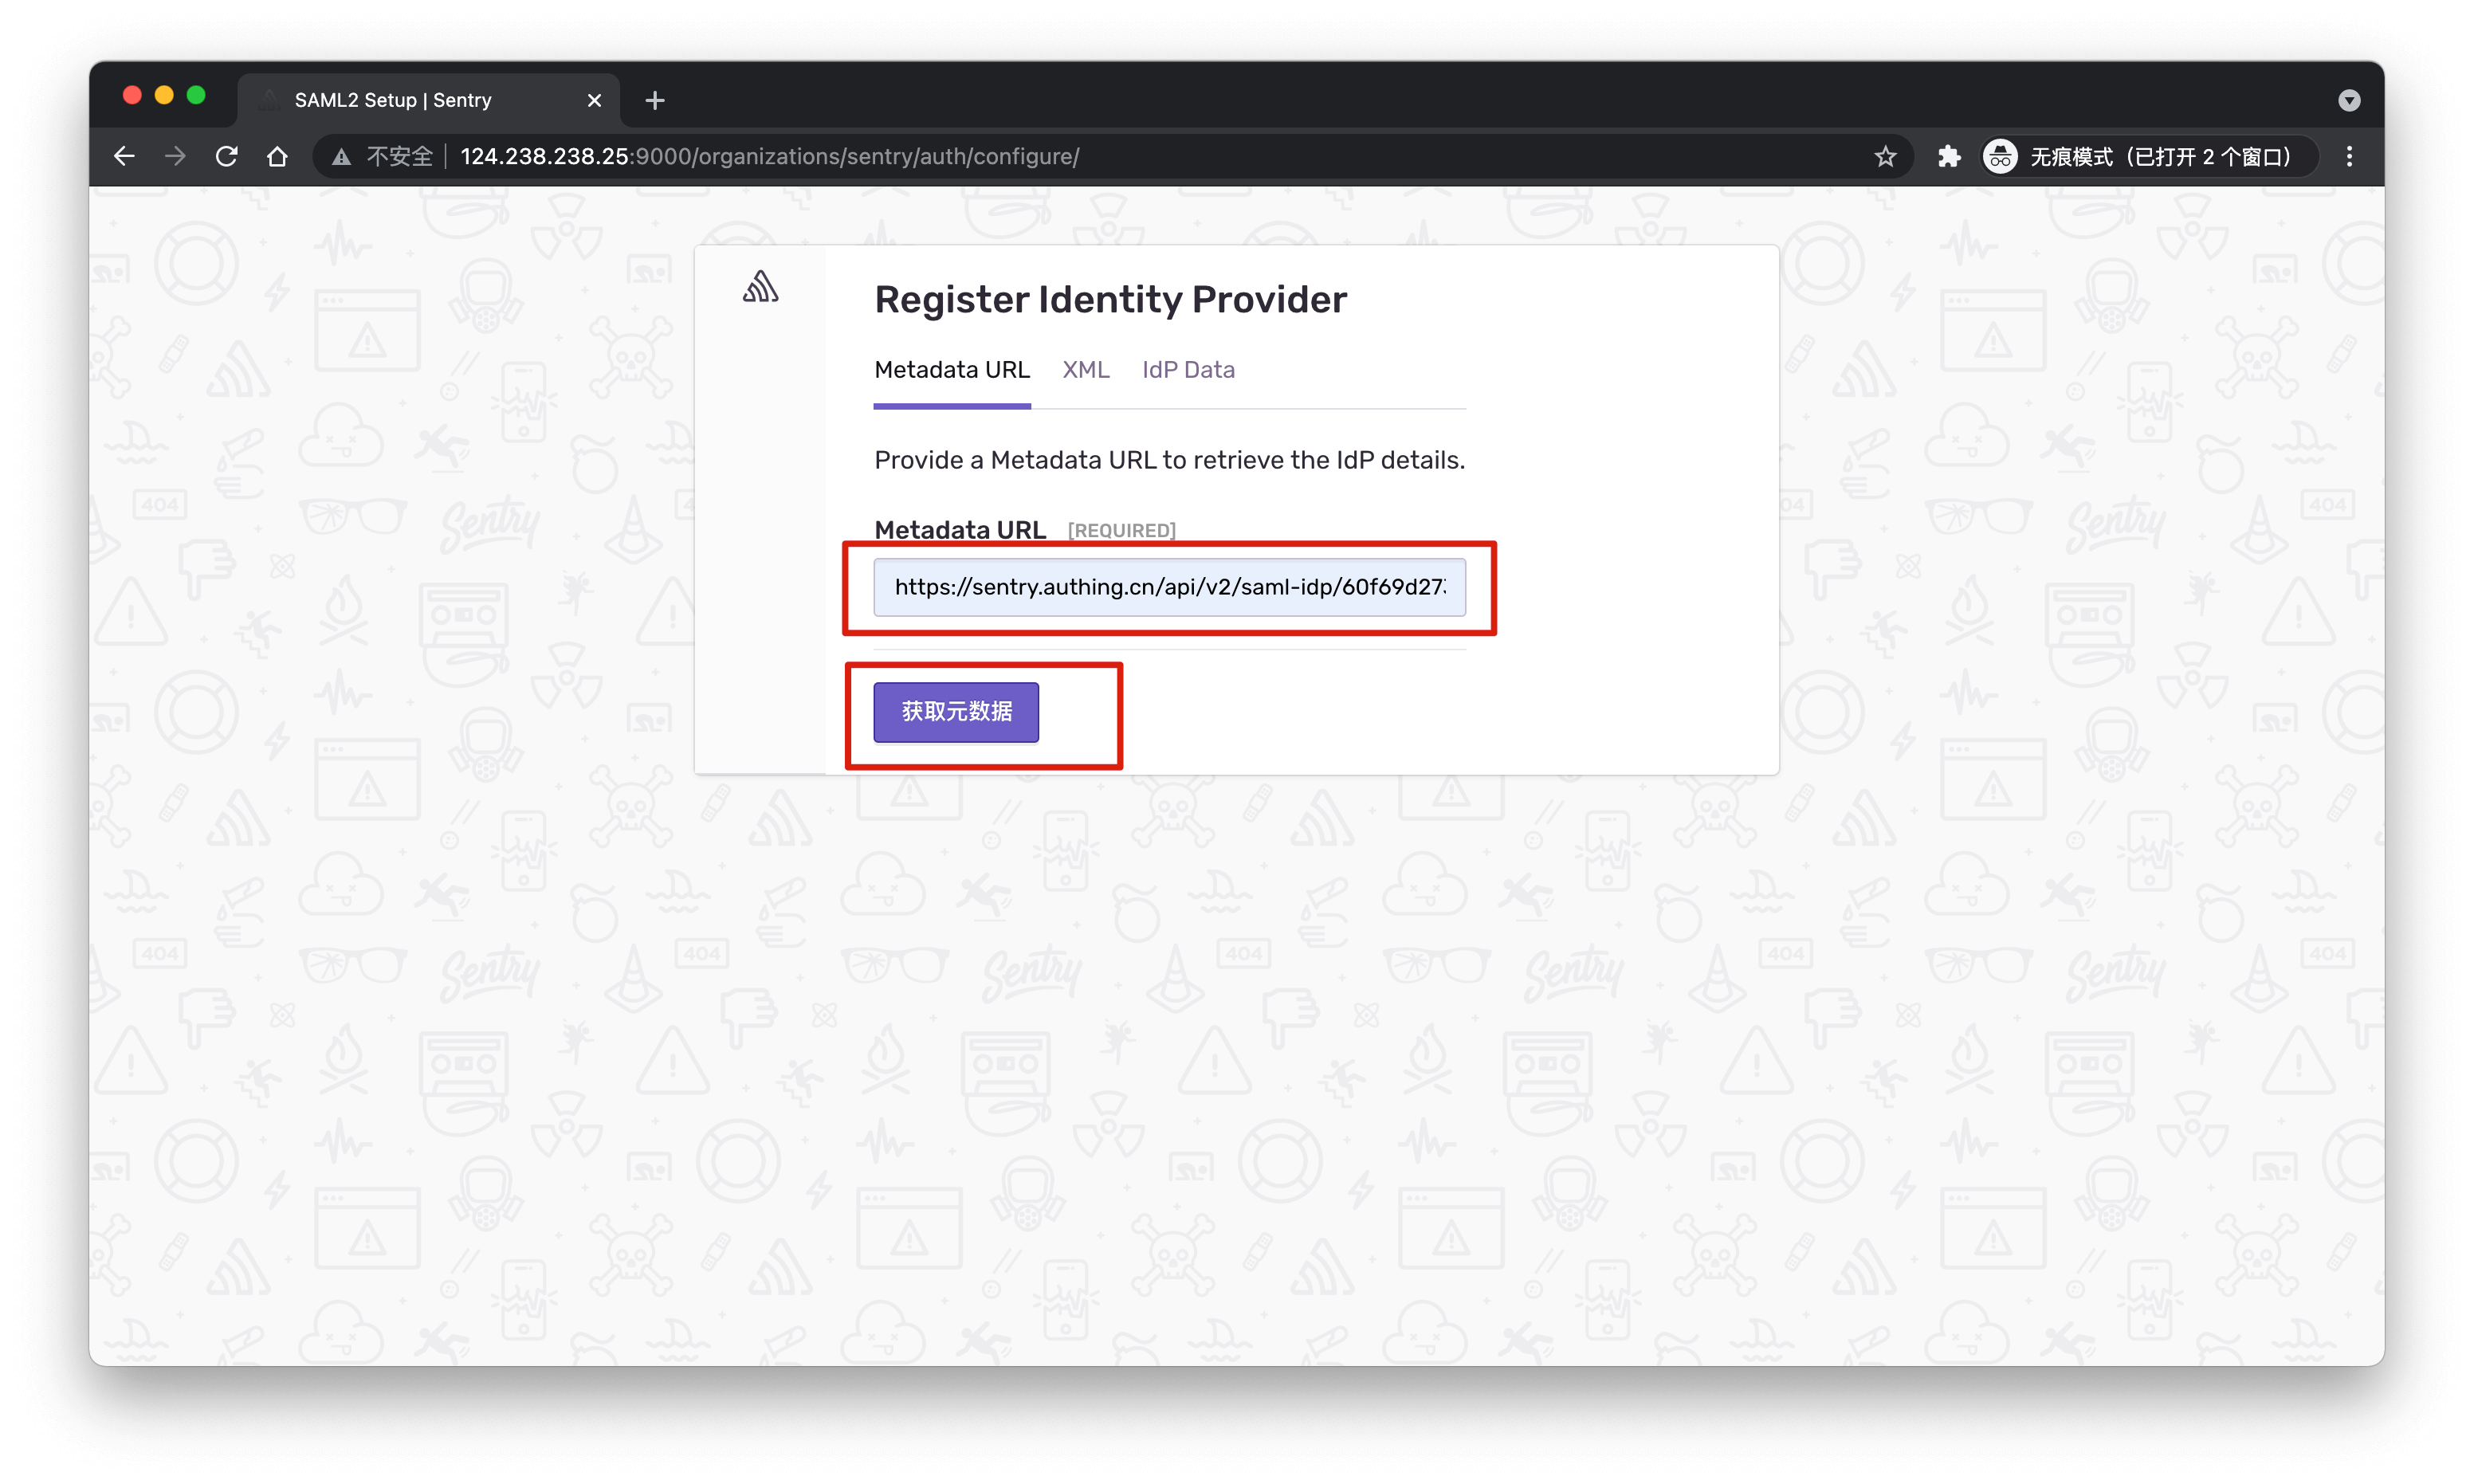 SAML2 Setup | Sentry
不安全 124.238.238.25:9000/organizations/sentry/auth/configure/
无痕模式（已打开 2 个窗口）
Register Identity Provider
Metadata URL XML IdP Data
Provide a Metadata URL to retrieve the IdP details.
Metadata URL [REQUIRED]
https://sentry.authing.cn/api/v2/saml-idp/60f69d27
获取元数据
404
Sentry